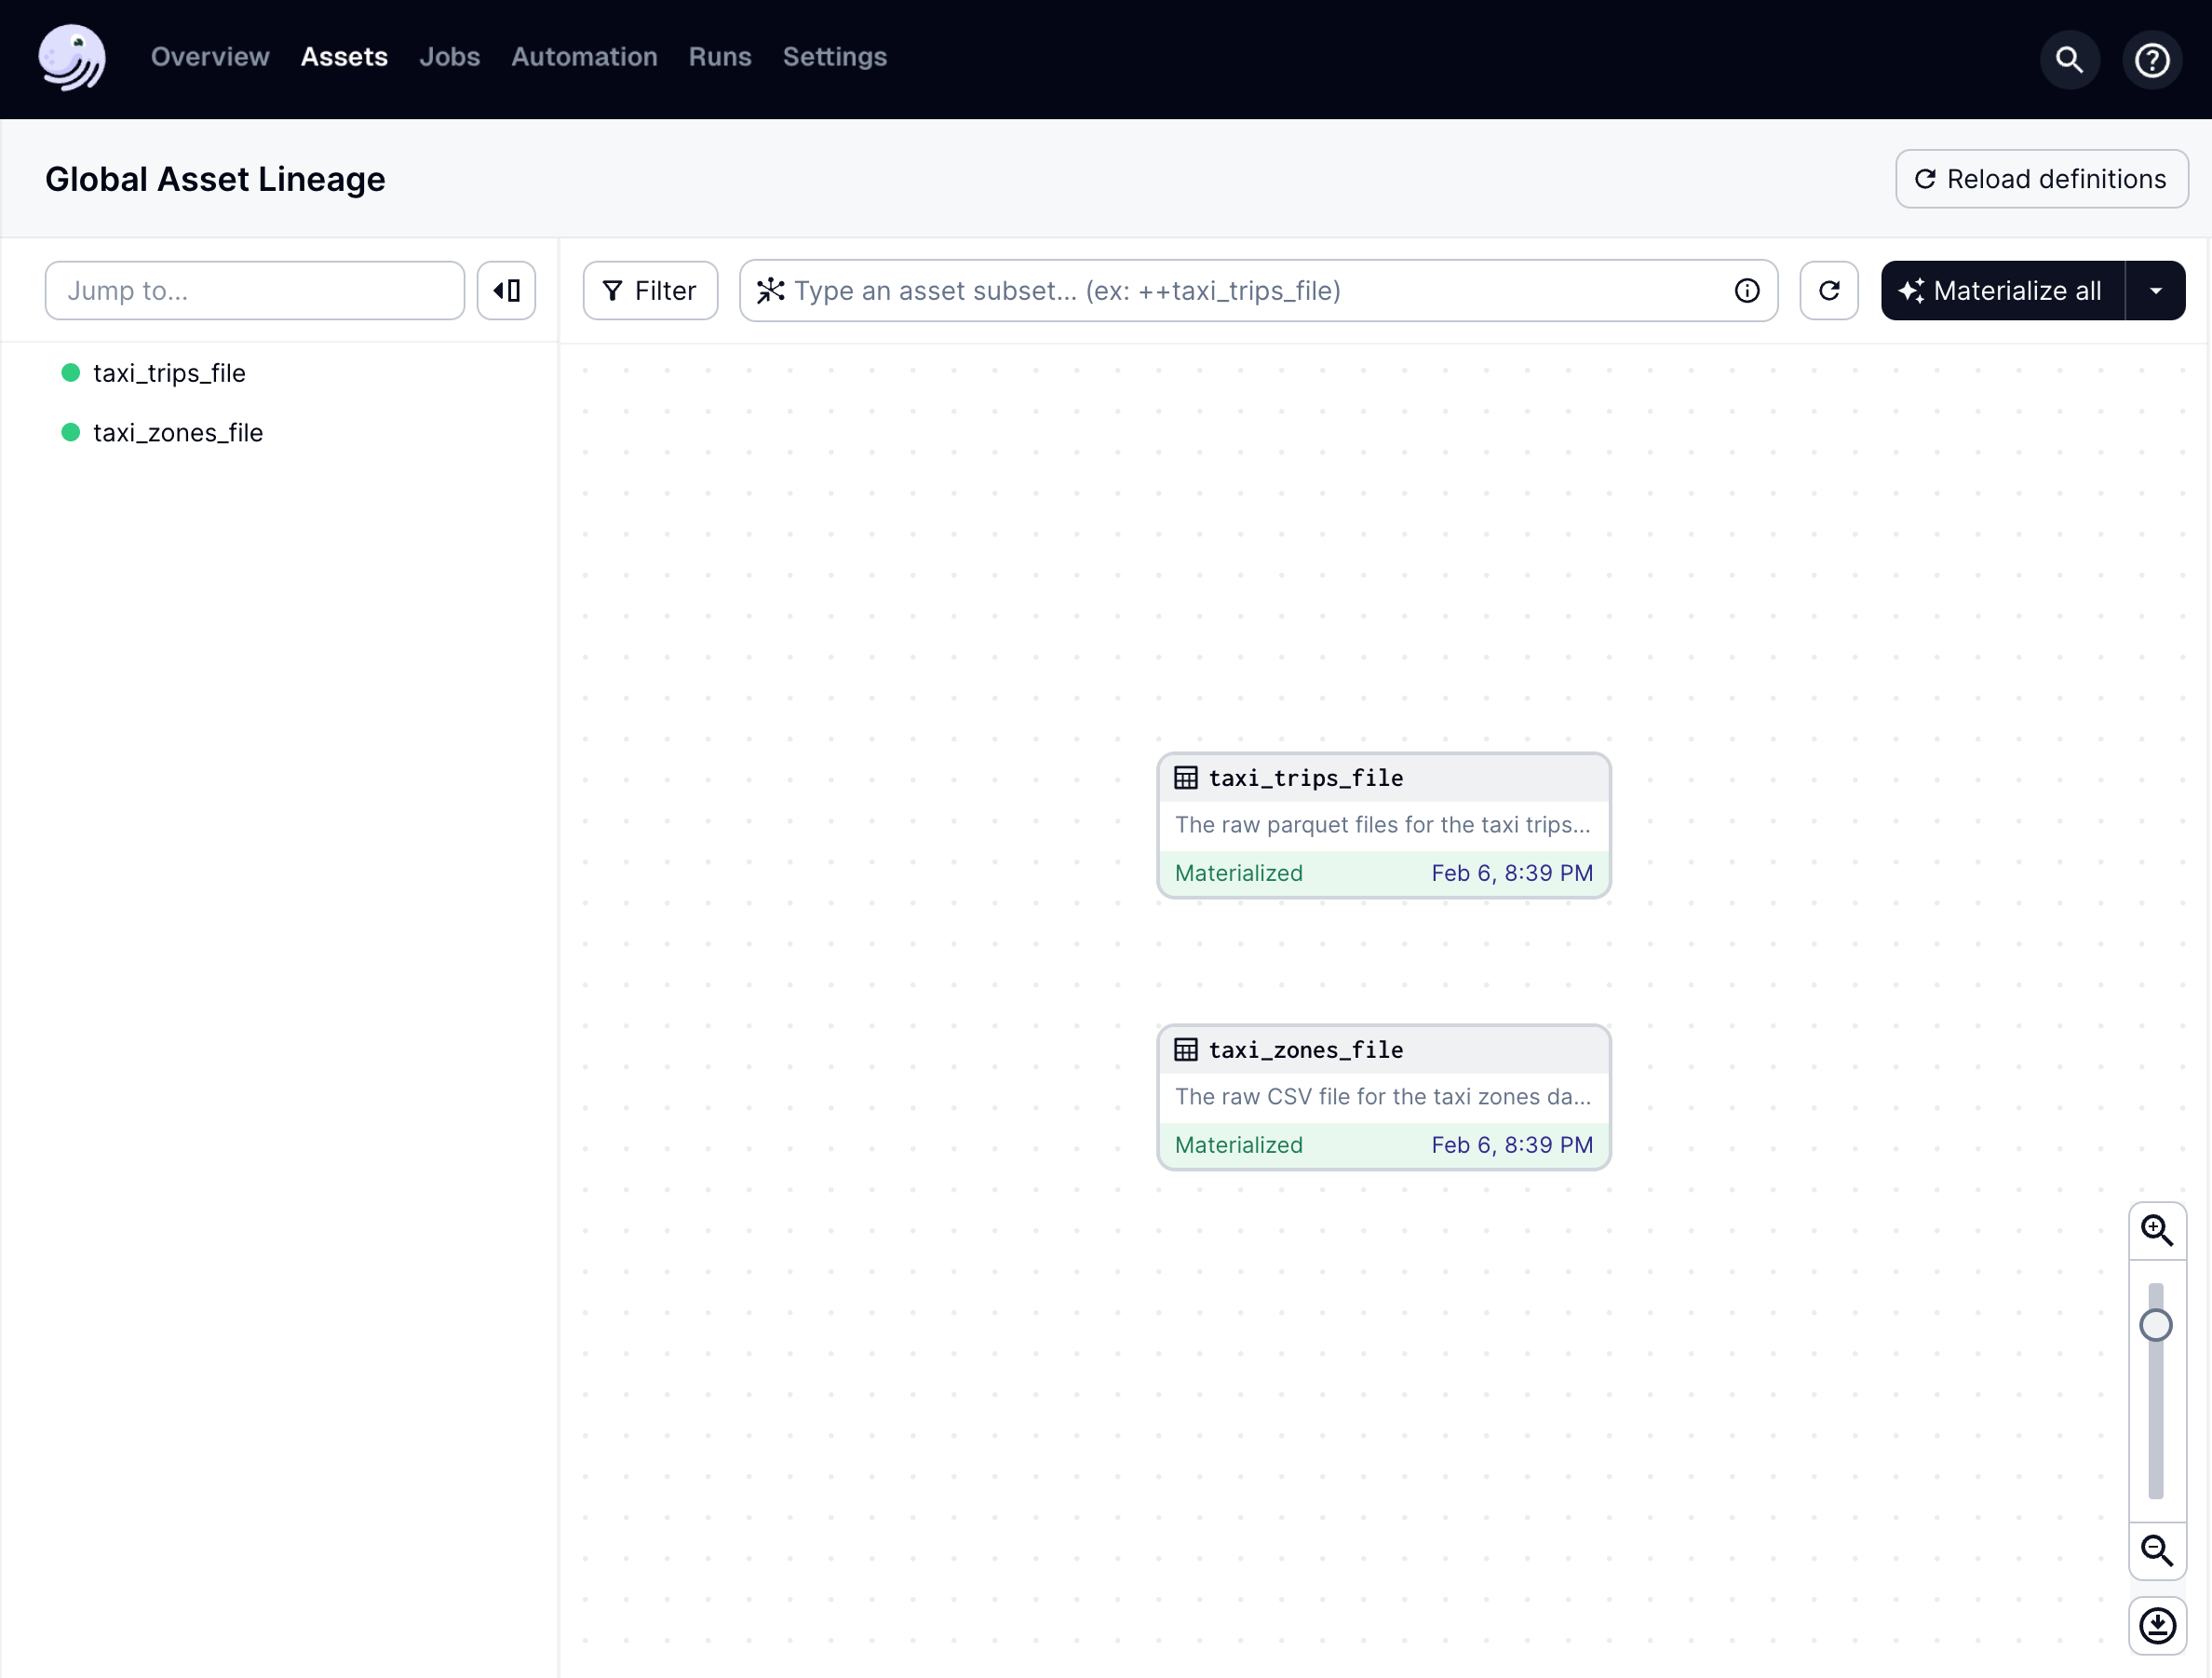 Overview Assets Jobs Automation Runs Settings
Global Asset Lineage
Reload definitions
Jump to...
Filter
Type an asset subset... (ex: ++taxi_trips_file)
Materialize all
taxi_trips_file
taxi_zones_file
taxi_trips_file
The raw parquet files for the taxi trips...
Materialized Feb 6, 8:39 PM
taxi_zones_file
The raw CSV file for the taxi zones da...
Materialized Feb 6, 8:39 PM